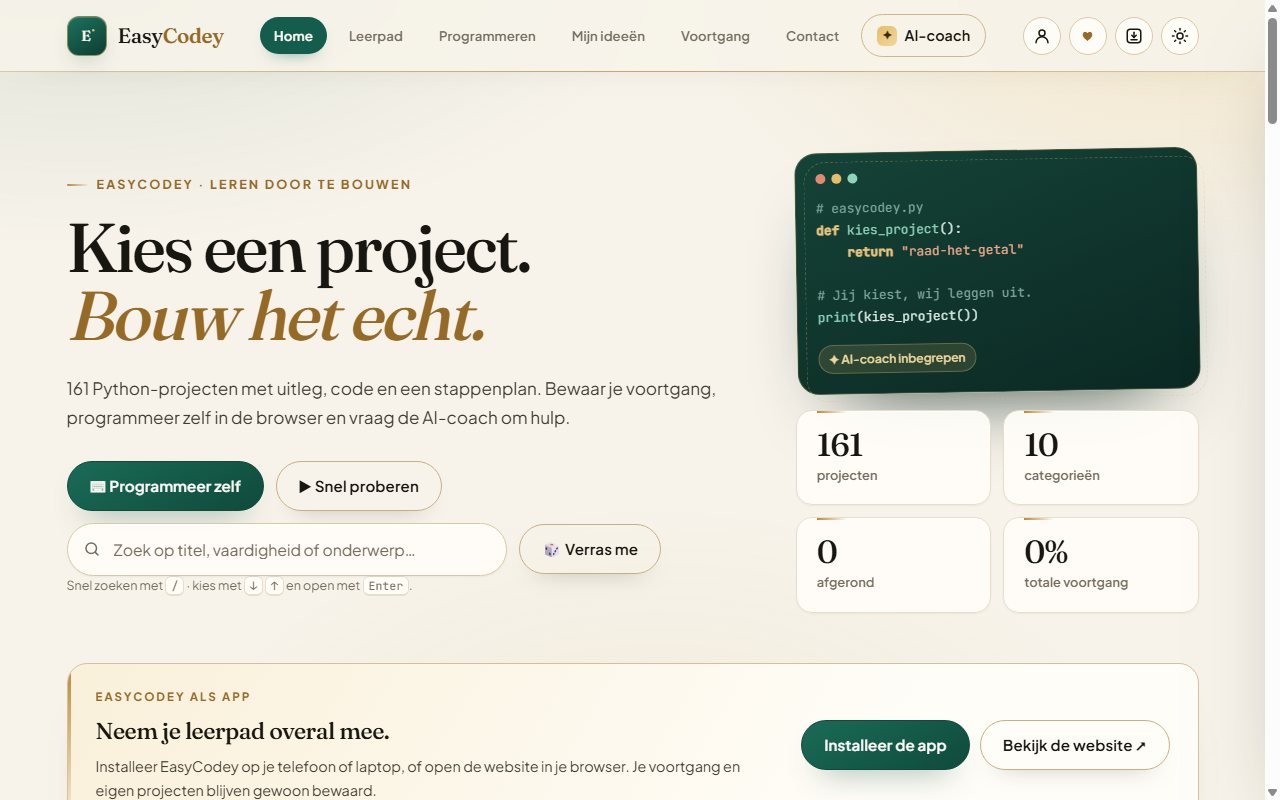 E
EasyCodey
Home
Leerpad
Programmeren
Mijn ideeën
Voortgang
Contact
AI-coach
EASYCODEY · LEREN DOOR TE BOUWEN
Kies een project.
Bouw het echt.
161 Python-projecten met uitleg, code en een stappenplan. Bewaar je voortgang,
programmeer zelf in de browser en vraag de AI-coach om hulp.
Programmeer zelf
Snel proberen
Zoek op titel, vaardigheid of onderwerp…
Verras me
Snel zoeken met / · kies met ↓ ↑ en open met Enter.
# easycodey.py
def kies_project():
return "raad-het-getal"
# Jij kiest, wij leggen uit.
print(kies_project())
✦ AI-coach inbegrepen
161
projecten
10
categorieën
0
afgerond
0%
totale voortgang
EASYCODEY ALS APP
Neem je leerpad overal mee.
Installeer EasyCodey op je telefoon of laptop, of open de website in je browser. Je voortgang en
eigen projecten blijven gewoon bewaard.
Installeer de app
Bekijk de website ↗